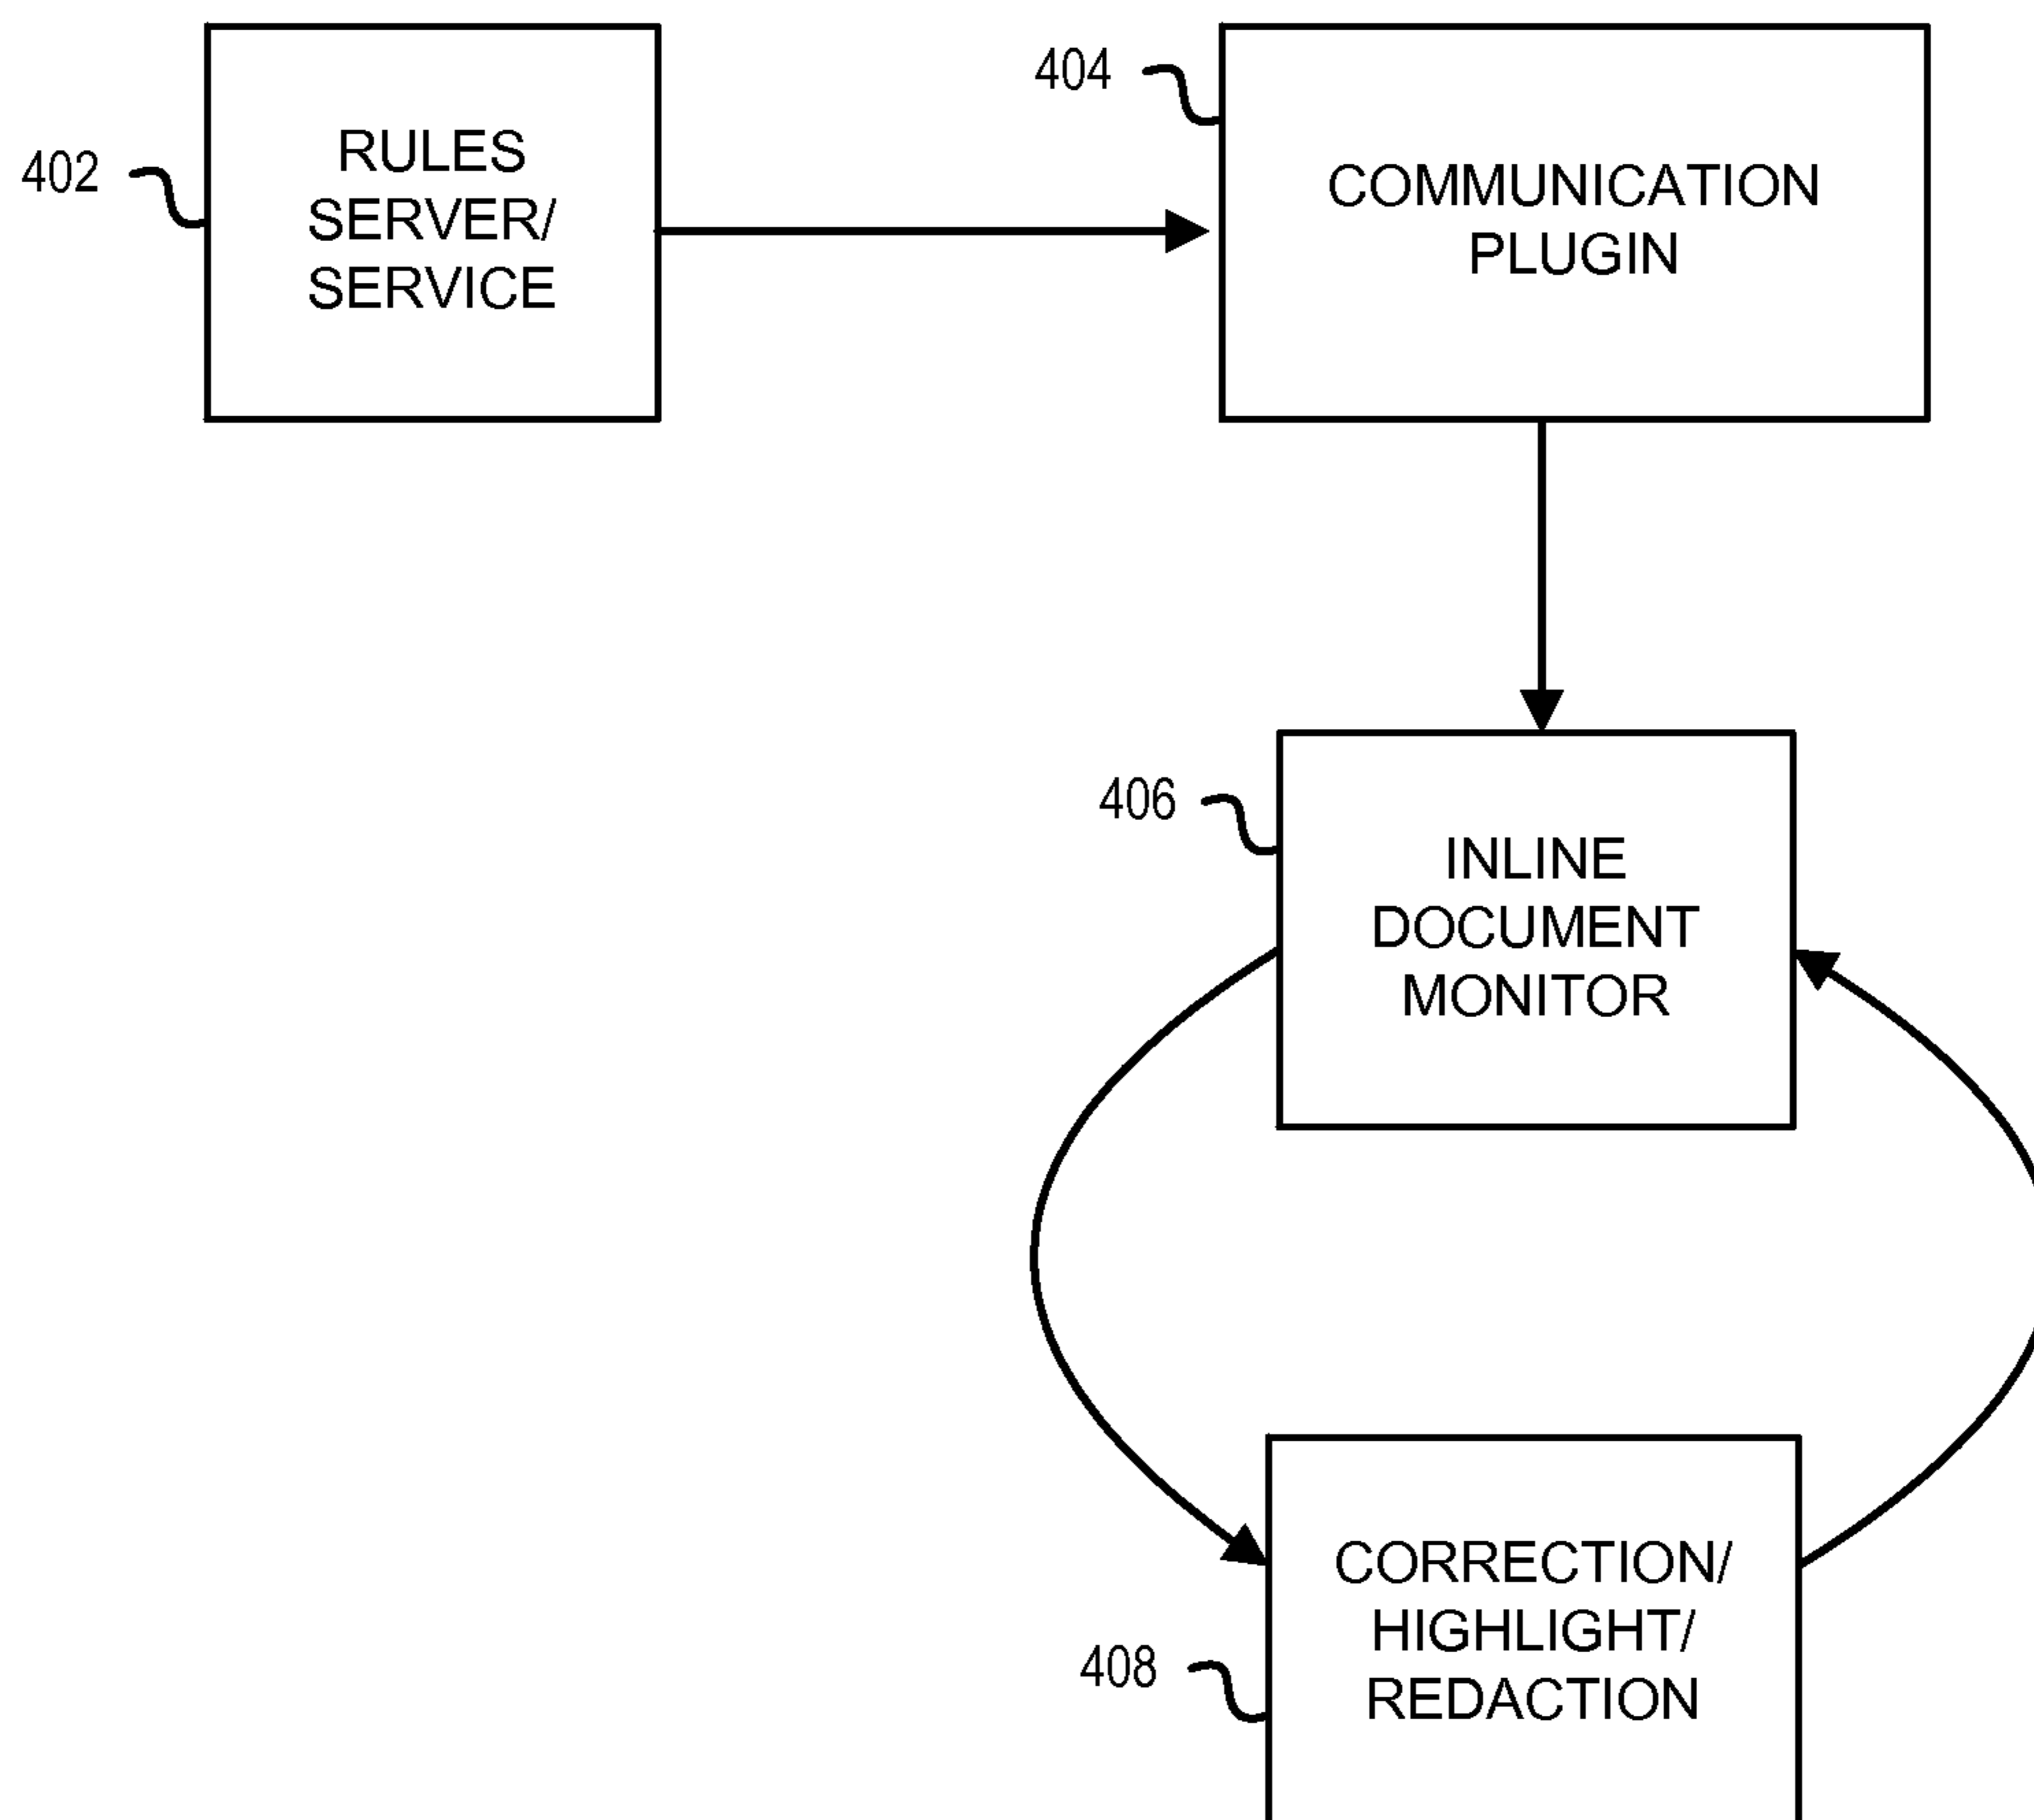 402
RULES
SERVER/
SERVICE
404
COMMUNICATION
PLUGIN
406
INLINE
DOCUMENT
MONITOR
408
CORRECTION/
HIGHLIGHT/
REDACTION